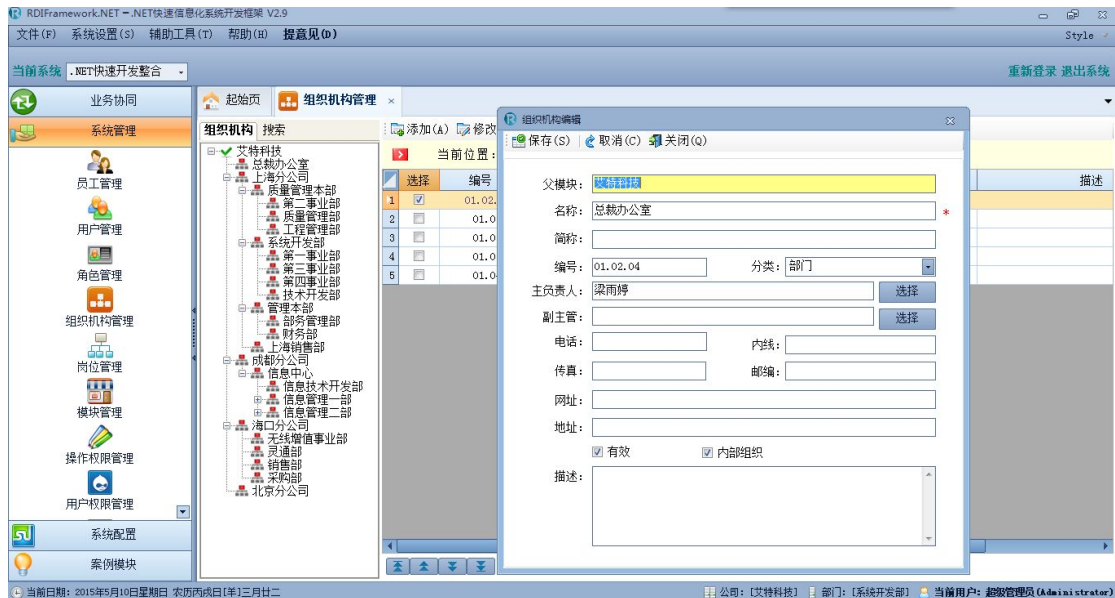 RDIFramework.NET - .NET快速信息化系统开发框架 V2.9
文件(F) 系统设置(S) 辅助工具(T) 帮助(H) 提意见(D) Style
当前系统 .NET快速开发整合 重新登录 退出系统
业务协同
系统管理
员工管理
用户管理
角色管理
组织机构管理
岗位管理
模块管理
操作权限管理
用户权限管理
系统配置
案例模块
起始页 组织机构管理
组织机构 搜索
艾特科技
总裁办公室
上海分公司
质量管理本部
第二事业部
质量管理部
工程管理部
系统开发部
第一事业部
第三事业部
第四事业部
技术开发部
管理本部
部务管理部
财务部
上海销售部
成都分公司
信息中心
信息技术开发部
信息管理一部
信息管理二部
海口分公司
无线增值事业部
灵通部
销售部
采购部
北京分公司
添加(A) 修改
当前位置:
选择 编号 描述
1 01.02.
2 01.0
3 01.0
4 01.0
5 01.0
组织机构编辑
保存(S) 取消(C) 关闭(Q)
父模块: 艾特科技
名称: 总裁办公室 *
简称:
编号: 01.02.04 分类: 部门
主负责人: 梁雨婷 选择
副主管: 选择
电话: 内线:
传真: 邮编:
网址:
地址:
有效 内部组织
描述:
当前日期: 2015年5月10日星期日 农历丙戌日[羊]三月廿二 公司: [艾特科技] 部门: [系统开发部] 当前用户: 超级管理员(Administrator)